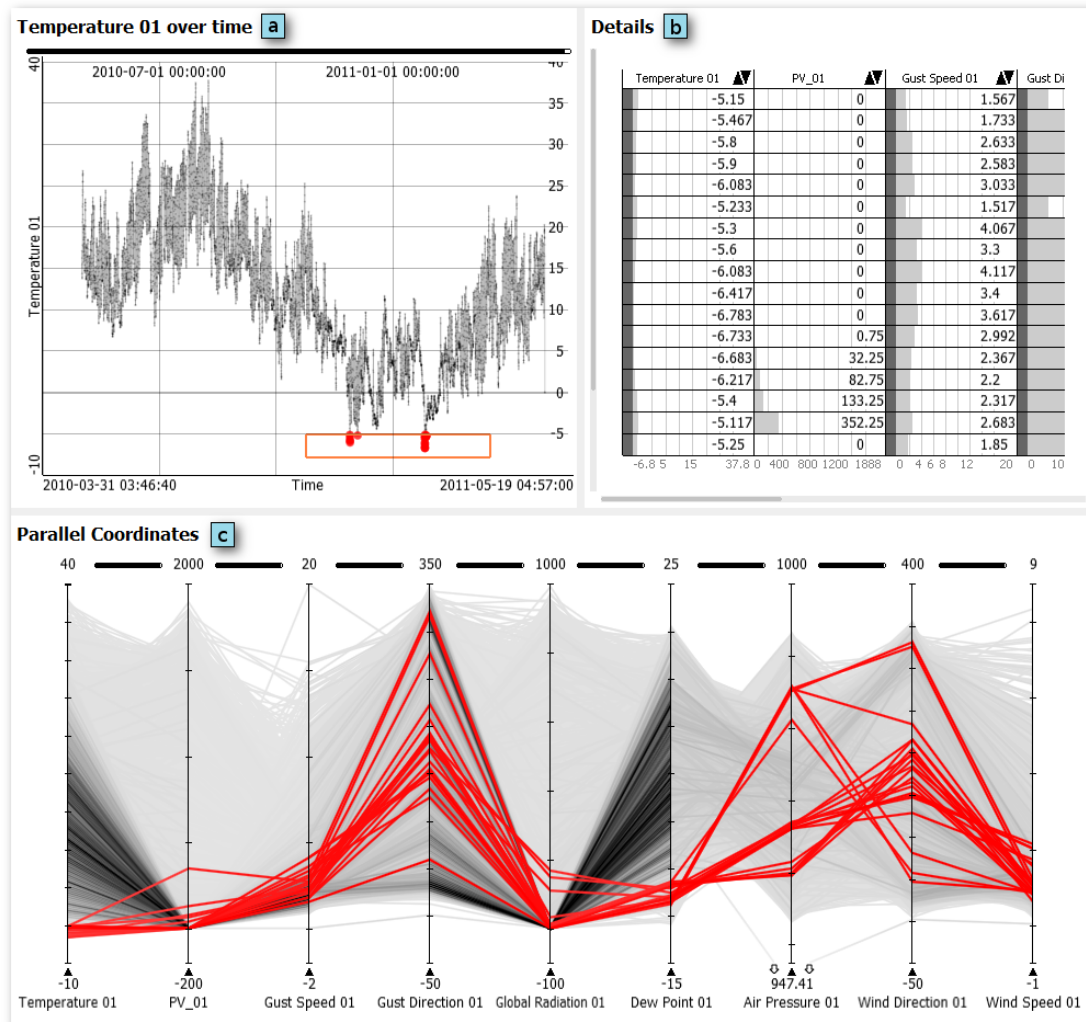 Temperature 01 over time a
40
2010-07-01 00:00:00 2011-01-01 00:00:00
35
30
25
20
15
10
5
0
-5
-10
Temperature 01
2010-03-31 03:46:40 Time 2011-05-19 04:57:00
Details b
Temperature 01 PV_01 Gust Speed 01 Gust Di
-5.15 0 1.567
-5.467 0 1.733
-5.8 0 2.633
-5.9 0 2.583
-6.083 0 3.033
-5.233 0 1.517
-5.3 0 4.067
-5.6 0 3.3
-6.083 0 4.117
-6.417 0 3.4
-6.783 0 3.617
-6.733 0.75 2.992
-6.683 32.25 2.367
-6.217 82.75 2.2
-5.4 133.25 2.317
-5.117 352.25 2.683
-5.25 0 1.85
-6.8 5 15 37.8 0 400 800 1200 1888 0 4 6 8 12 20 0 10
Parallel Coordinates c
40 2000 20 350 1000 25 1000 400 9
-10 -200 -2 -50 -100 -15 947.41 -50 -1
Temperature 01 PV_01 Gust Speed 01 Gust Direction 01 Global Radiation 01 Dew Point 01 Air Pressure 01 Wind Direction 01 Wind Speed 01